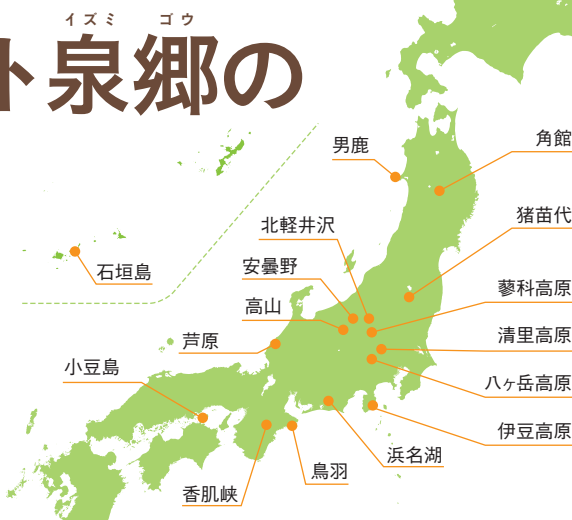 イズミ ゴウ
ト泉郷の
男鹿
角館
北軽井沢
猪苗代
安曇野
石垣島
蓼科高原
高山
清里高原
芦原
小豆島
八ヶ岳高原
伊豆高原
浜名湖
鳥羽
香肌峡